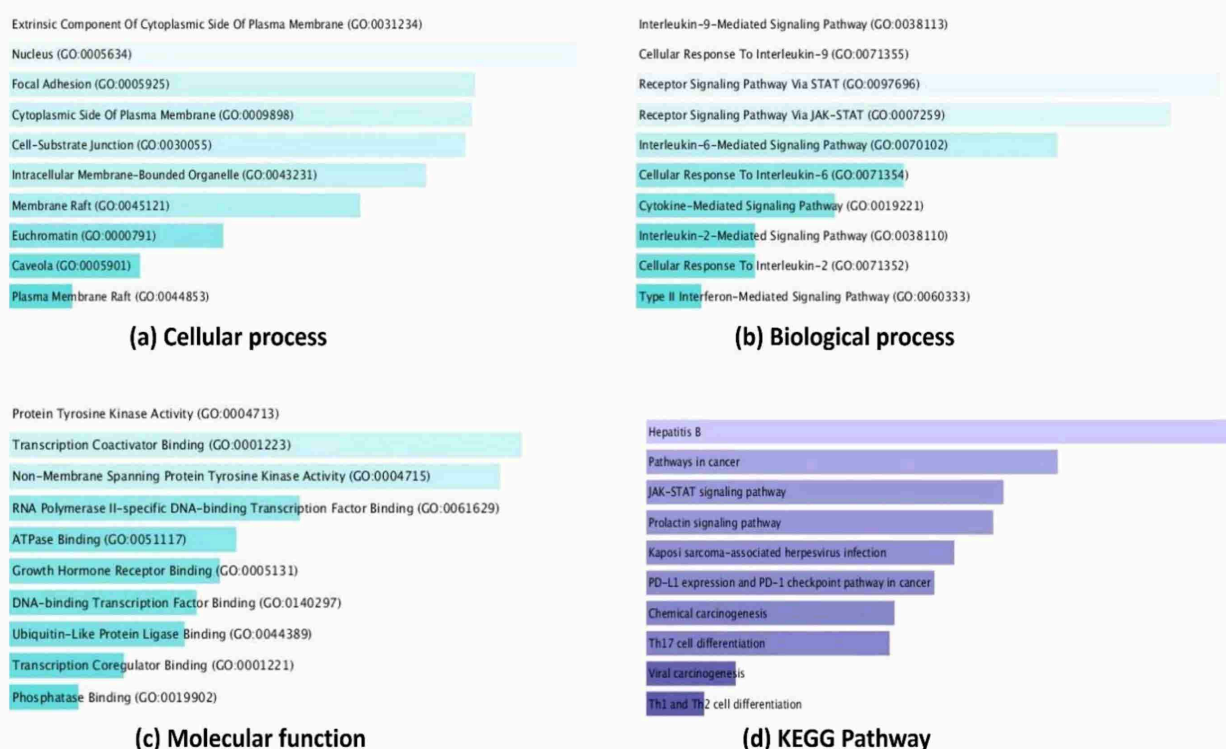 Extrinsic Component Of Cytoplasmic Side Of Plasma Membrane (GO:0031234)
Nucleus (GO:0005634)
Focal Adhesion (GO:0005925)
Cytoplasmic Side Of Plasma Membrane (GO:0009898)
Cell-Substrate Junction (GO:0030055)
Intracellular Membrane-Bounded Organelle (GO:0043231)
Membrane Raft (GO:0045121)
Euchromatin (GO:0000791)
Caveola (GO:0005901)
Plasma Membrane Raft (GO:0044853)
(a) Cellular process
Interleukin-9-Mediated Signaling Pathway (GO:0038113)
Cellular Response To Interleukin-9 (GO:0071355)
Receptor Signaling Pathway Via STAT (GO:0097696)
Receptor Signaling Pathway Via JAK-STAT (GO:0007259)
Interleukin-6-Mediated Signaling Pathway (GO:0070102)
Cellular Response To Interleukin-6 (GO:0071354)
Cytokine-Mediated Signaling Pathway (GO:0019221)
Interleukin-2-Mediated Signaling Pathway (GO:0038110)
Cellular Response To Interleukin-2 (GO:0071352)
Type II Interferon-Mediated Signaling Pathway (GO:0060333)
(b) Biological process
Protein Tyrosine Kinase Activity (GO:0004713)
Transcription Coactivator Binding (GO:0001223)
Non-Membrane Spanning Protein Tyrosine Kinase Activity (GO:0004715)
RNA Polymerase II-specific DNA-binding Transcription Factor Binding (GO:0061629)
ATPase Binding (GO:0051117)
Growth Hormone Receptor Binding (GO:0005131)
DNA-binding Transcription Factor Binding (GO:0140297)
Ubiquitin-Like Protein Ligase Binding (GO:0044389)
Transcription Coregulator Binding (GO:0001221)
Phosphatase Binding (GO:0019902)
(c) Molecular function
Hepatitis B
Pathways in cancer
JAK-STAT signaling pathway
Prolactin signaling pathway
Kaposi sarcoma-associated herpesvirus infection
PD-L1 expression and PD-1 checkpoint pathway in cancer
Chemical carcinogenesis
Th17 cell differentiation
Viral carcinogenesis
Th1 and Th2 cell differentiation
(d) KEGG Pathway